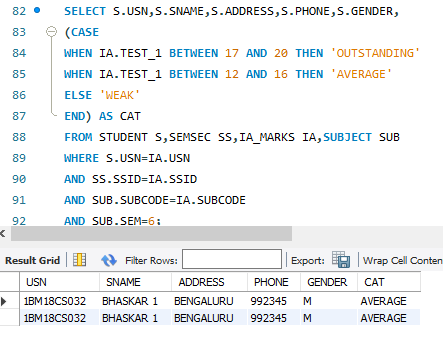 82 SELECT S.USN,S.SNAME,S.ADDRESS,S.PHONE,S.GENDER,
83 (CASE
84 WHEN IA.TEST_1 BETWEEN 17 AND 20 THEN 'OUTSTANDING'
85 WHEN IA.TEST_1 BETWEEN 12 AND 16 THEN 'AVERAGE'
86 ELSE 'WEAK'
87 END) AS CAT
88 FROM STUDENT S,SEMSEC SS,IA_MARKS IA,SUBJECT SUB
89 WHERE S.USN=IA.USN
90 AND SS.SSID=IA.SSID
91 AND SUB.SUBCODE=IA.SUBCODE
92 AND SUB.SEM=6;
Result Grid Filter Rows: Export: Wrap Cell Conten
USN SNAME ADDRESS PHONE GENDER CAT
1BM18CS032 BHASKAR 1 BENGALURU 992345 M AVERAGE
1BM18CS032 BHASKAR 1 BENGALURU 992345 M AVERAGE